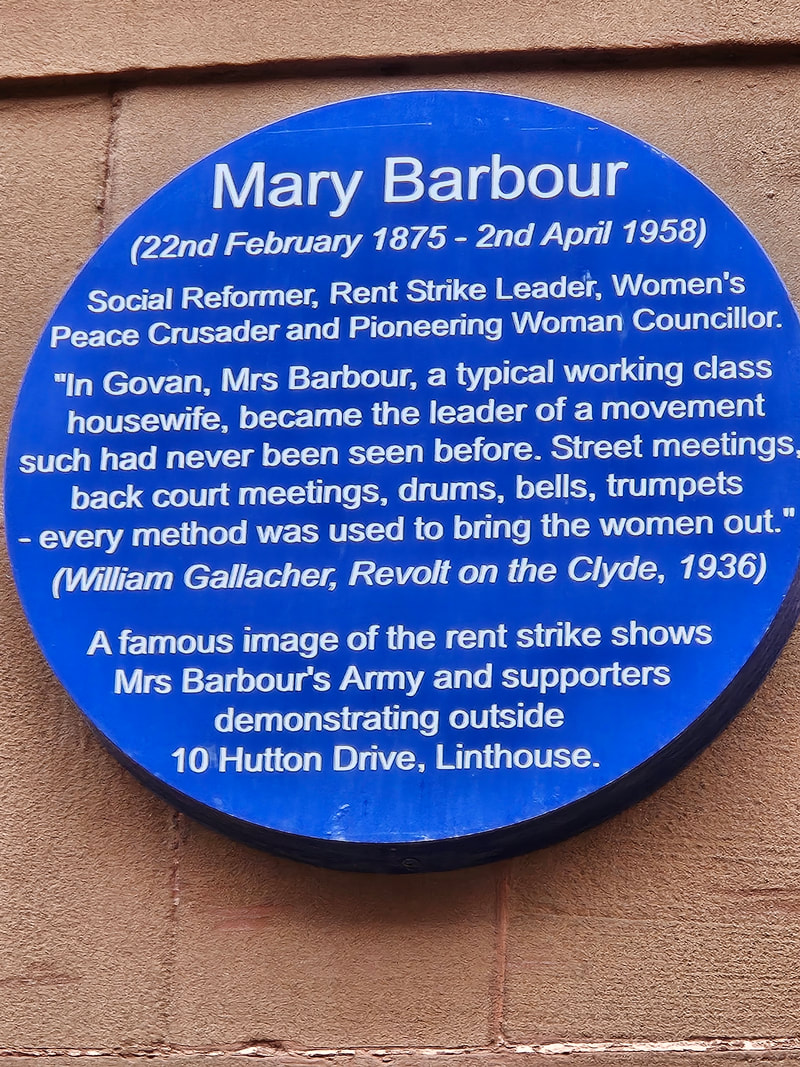 Mary Barbour
(22nd February 1875 - 2nd April 1958)
Social Reformer, Rent Strike Leader, Women's
Peace Crusader and Pioneering Woman Councillor.
"In Govan, Mrs Barbour, a typical working class
housewife, became the leader of a movement
such had never been seen before. Street meetings,
back court meetings, drums, bells, trumpets
- every method was used to bring the women out."
(William Gallacher, Revolt on the Clyde, 1936)
A famous image of the rent strike shows
Mrs Barbour's Army and supporters
demonstrating outside
10 Hutton Drive, Linthouse.